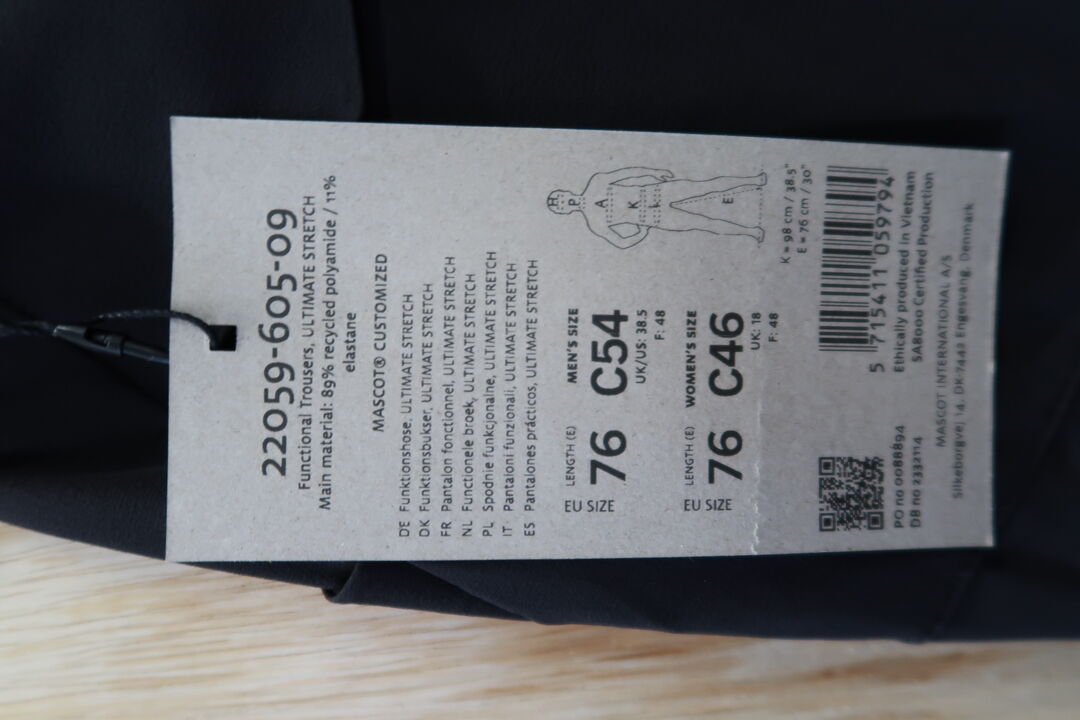 22059-605-09
Functional Trousers, ULTIMATE STRETCH
Main material: 89% recycled polyamide / 11%
elastane
MASCOT® CUSTOMIZED
DE Funktionshose, ULTIMATE STRETCH
DK Funktionsbukser, ULTIMATE STRETCH
FR Pantalon fonctionnel, ULTIMATE STRETCH
NL Functionele broek, ULTIMATE STRETCH
PL Spodnie funkcjonalne, ULTIMATE STRETCH
IT Pantaloni funzionali, ULTIMATE STRETCH
ES Pantalones prácticos, ULTIMATE STRETCH
H P A K L E
LENGTH (E) MEN'S SIZE
EU SIZE 76 C54
UK/US: 38.5
F: 48
LENGTH (E) WOMEN'S SIZE
EU SIZE 76 C46
UK: 18
F: 48
K = 98 cm / 38.5"
E = 76 cm / 30"
5 715411 059794
PO no 0088894
DB no 2332114
Ethically produced in Vietnam
SA8000 Certified Production
MASCOT INTERNATIONAL A/S
Silkeborgvej 14, DK-7442 Engesvang, Denmark